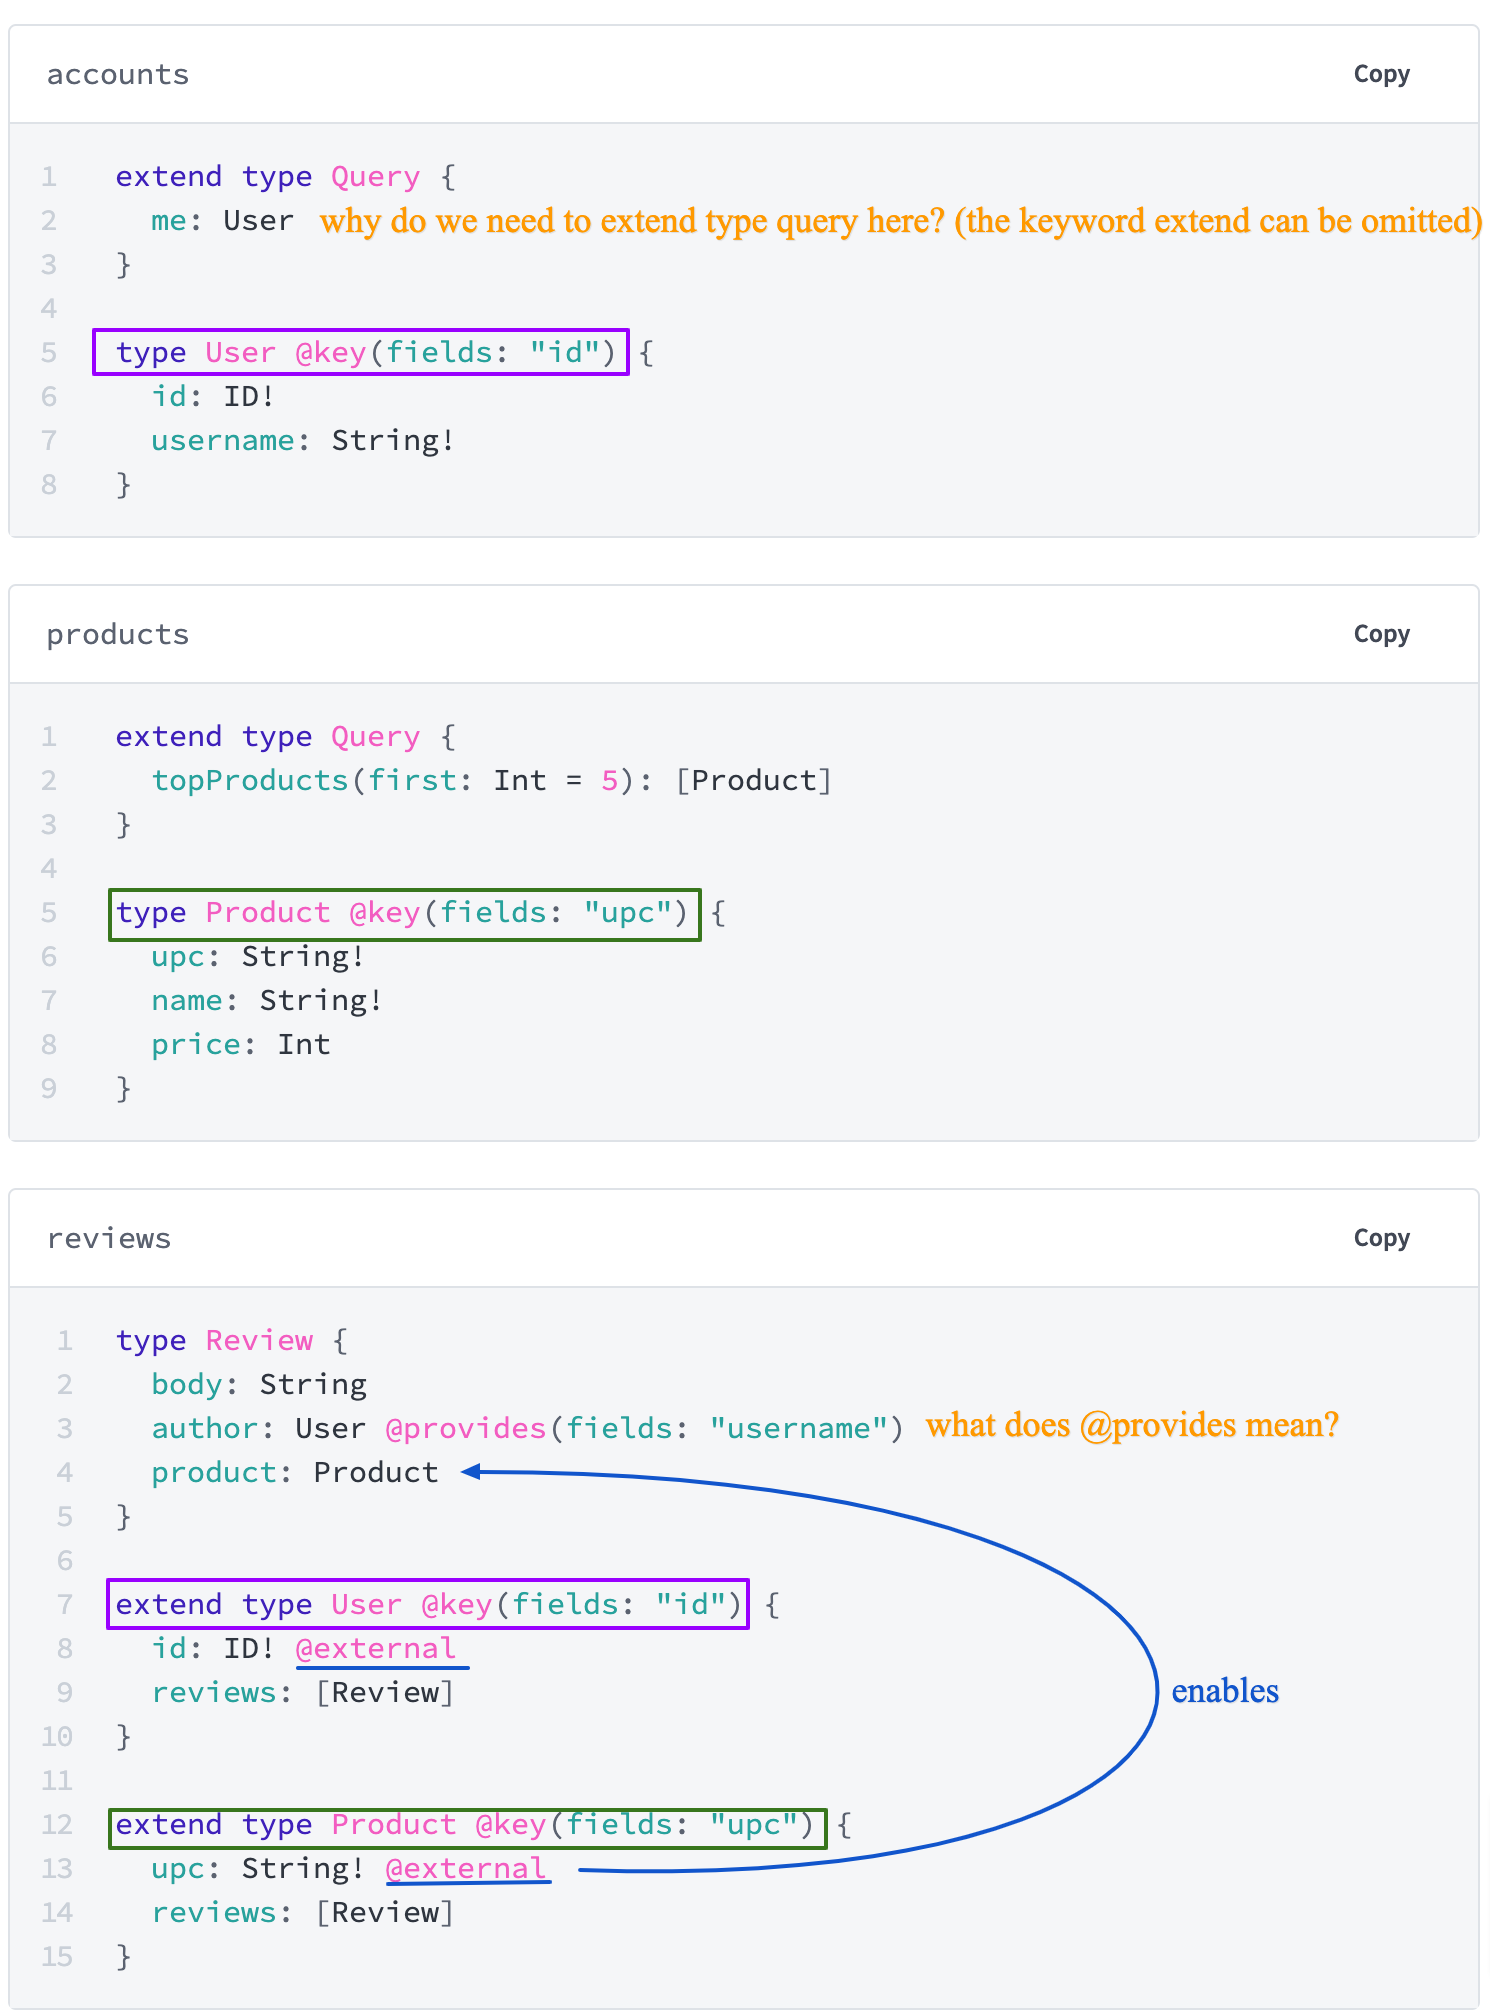 accounts
Copy
1 extend type Query {
2 me: User why do we need to extend type query here? (the keyword extend can be omitted)
3 }
4
5 type User @key(fields: "id") {
6 id: ID!
7 username: String!
8 }
products
Copy
1 extend type Query {
2 topProducts(first: Int = 5): [Product]
3 }
4
5 type Product @key(fields: "upc") {
6 upc: String!
7 name: String!
8 price: Int
9 }
reviews
Copy
1 type Review {
2 body: String
3 author: User @provides(fields: "username") what does @provides mean?
4 product: Product
5 }
6
7 extend type User @key(fields: "id") {
8 id: ID! @external
9 reviews: [Review]
enables
10 }
11
12 extend type Product @key(fields: "upc") {
13 upc: String! @external
14 reviews: [Review]
15 }